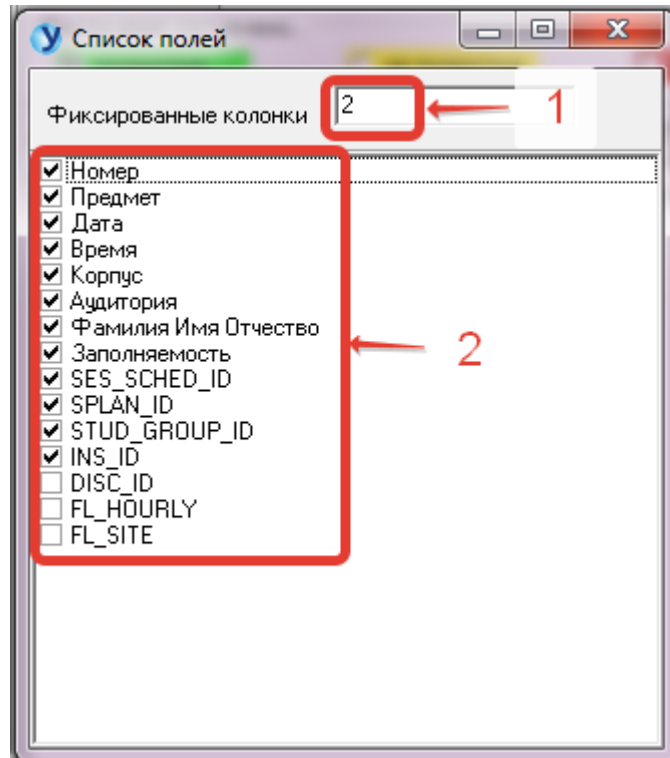 У Список полей
Фиксированные колонки 2 1
Номер
Предмет
Дата
Время
Корпус
Аудитория
Фамилия Имя Отчество
Заполняемость
2
SES_SCHED_ID
SPLAN_ID
STUD_GROUP_ID
INS_ID
DISC_ID
FL_HOURLY
FL_SITE